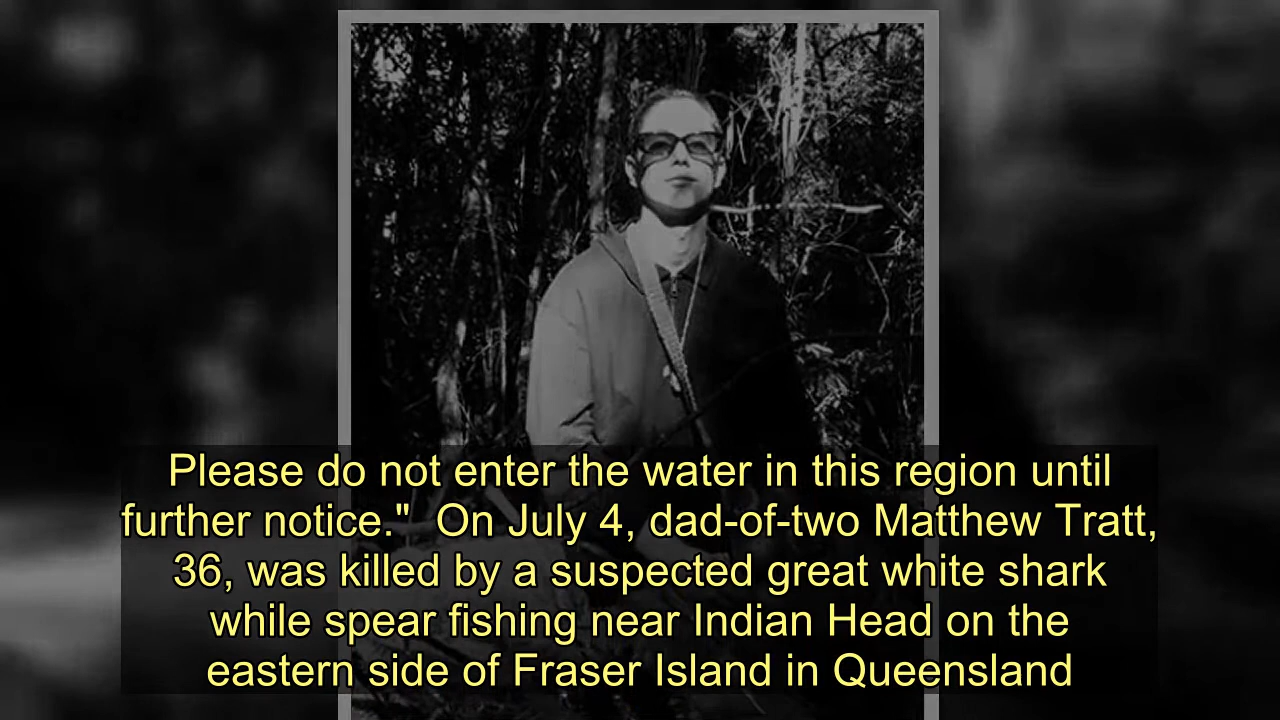 Please do not enter the water in this region until
further notice."  On July 4, dad-of-two Matthew Tratt,
36, was killed by a suspected great white shark
while spear fishing near Indian Head on the
eastern side of Fraser Island in Queensland